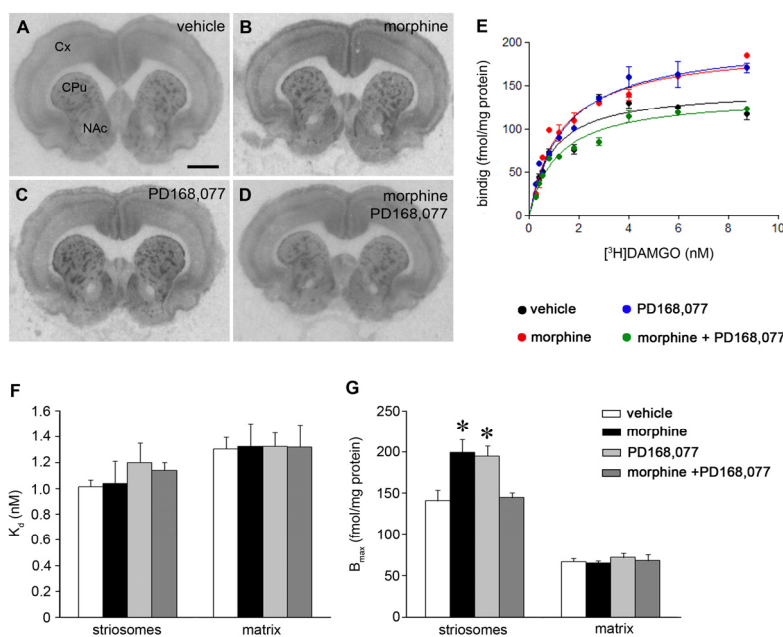 A
vehicle
Cx
CPu
NAc
B
morphine
C
PD168,077
D
morphine
PD168,077
E
bindig (fmol/mg protein)
200
150
100
50
0
0 2 4 6 8 10
[³H]DAMGO (nM)
vehicle
PD168,077
morphine
morphine + PD168,077
F
K_d (nM)
1.6
1.4
1.2
1.0
0.8
0.6
0.4
0.2
0
striosomes
matrix
G
B_max (fmol/mg protein)
250
200
150
100
50
0
*
*
striosomes
matrix
vehicle
morphine
PD168,077
morphine +PD168,077